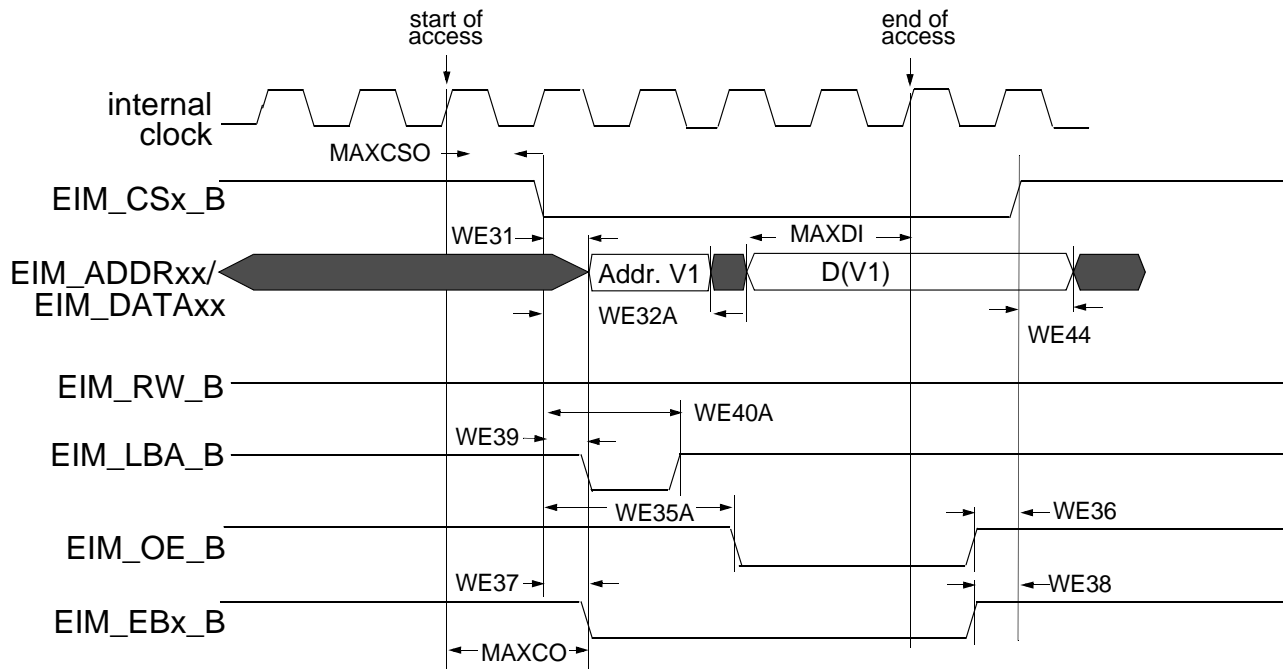 start of
access
end of
access
internal
clock
MAXCSO
EIM_CSx_B
WE31
MAXDI
EIM_ADDRxx/
EIM_DATAxx
Addr. V1
D(V1)
WE32A
WE44
EIM_RW_B
WE40A
WE39
EIM_LBA_B
WE35A
WE36
EIM_OE_B
WE37
WE38
EIM_EBx_B
MAXCO